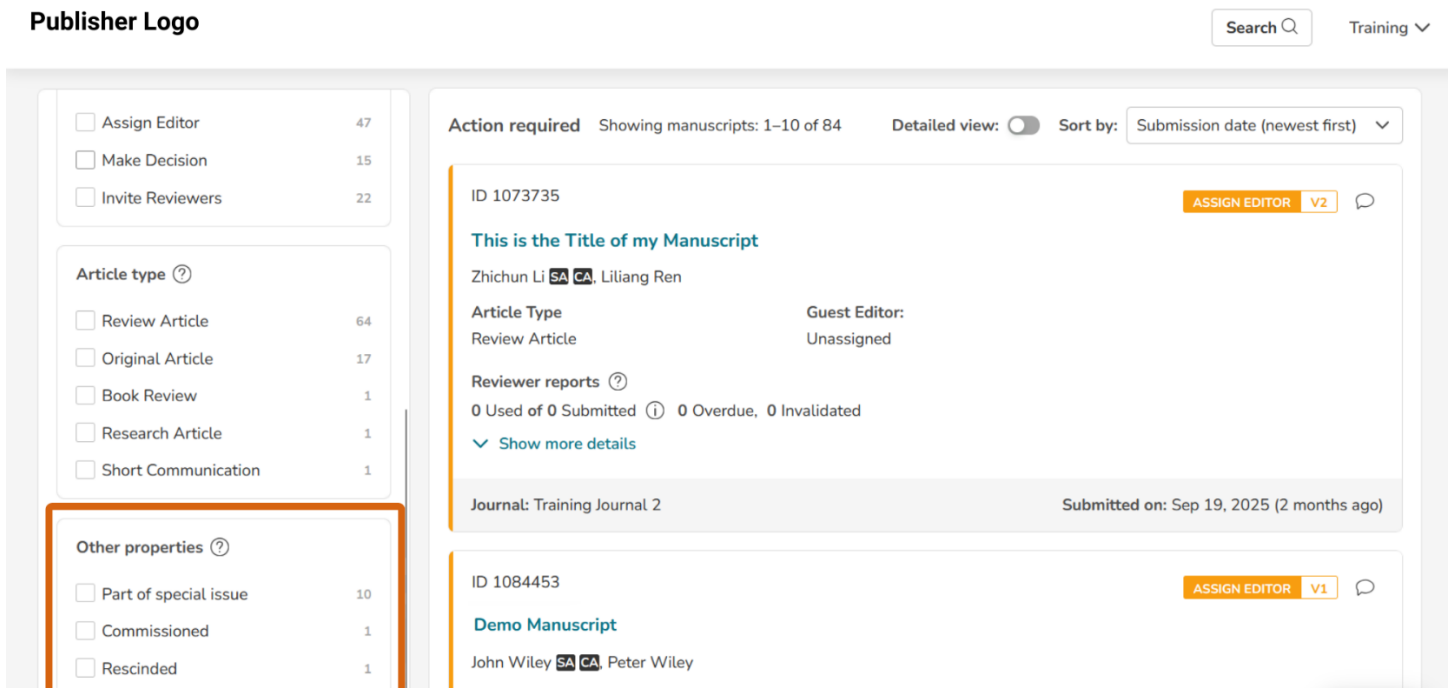 Publisher Logo
Search
Training
Assign Editor 47
Make Decision 15
Invite Reviewers 22
Article type ?
Review Article 64
Original Article 17
Book Review 1
Research Article 1
Short Communication 1
Other properties ?
Part of special issue 10
Commissioned 1
Rescinded 1
Action required Showing manuscripts: 1–10 of 84 Detailed view: Sort by: Submission date (newest first)
ID 1073735
ASSIGN EDITOR V2
This is the Title of my Manuscript
Zhichun Li SA CA, Liliang Ren
Article Type Guest Editor:
Review Article Unassigned
Reviewer reports ?
0 Used of 0 Submitted i 0 Overdue, 0 Invalidated
Show more details
Journal: Training Journal 2 Submitted on: Sep 19, 2025 (2 months ago)
ID 1084453
ASSIGN EDITOR V1
Demo Manuscript
John Wiley SA CA, Peter Wiley